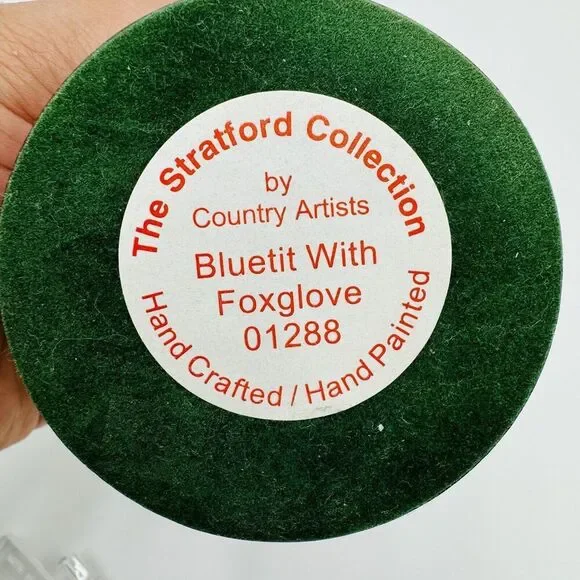 The Stratford Collection
by
Country Artists
Bluetit With
Foxglove
01288
Hand Crafted / Hand Painted